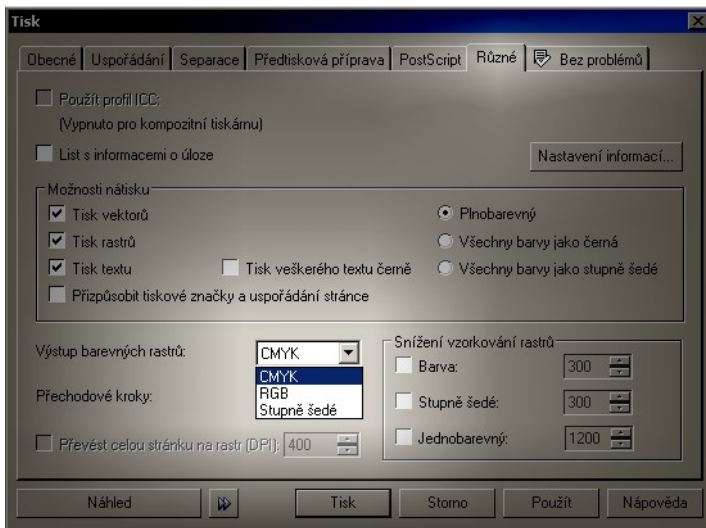 Tisk
Obecné Uspořádání Separace Předtisková příprava PostScript Různé Bez problémů
Použít profil ICC:
(Vypnuto pro kompozitní tiskárnu)
List s informacemi o úloze
Nastavení informací...
Možnosti nátisku
Tisk vektorů
Plnobarevný
Tisk rastrů
Všechny barvy jako černá
Tisk textu
Tisk veškerého textu černě
Všechny barvy jako stupně šedé
Přizpůsobit tiskové značky a uspořádání stránce
Výstup barevných rastrů:
CMYK
CMYK
RGB
Stupně šedé
Přechodové kroky:
Snížení vzorkování rastrů
Barva: 300
Stupně šedé: 300
Jednobarevný: 1200
Převést celou stránku na rastr (DPI): 400
Náhled Tisk Storno Použít Nápověda